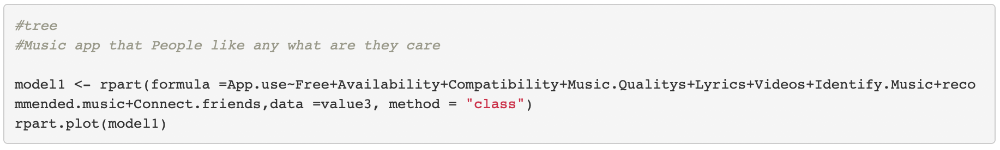 #tree
#Music app that People like any what are they care
model1 <- rpart(formula =App.use~Free+Availability+Compatibility+Music.Qualitys+Lyrics+Videos+Identify.Music+reco
mmended.music+Connect.friends,data =value3, method = "class")
rpart.plot(model1)